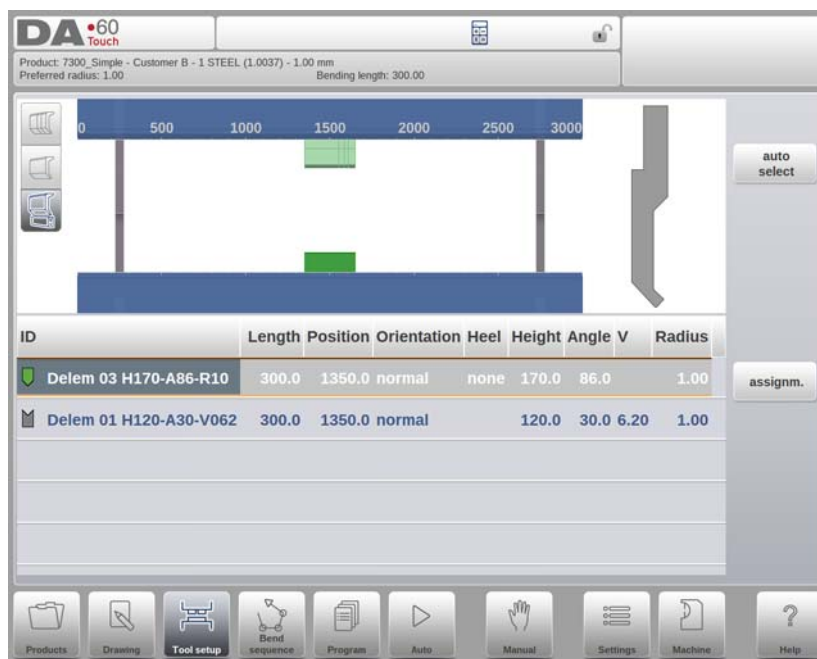 DA•60
Touch
Product: 7300_Simple - Customer B - 1 STEEL (1.0037) - 1.00 mm
Preferred radius: 1.00 Bending length: 300.00
0 500 1000 1500 2000 2500 3000
auto
select
ID Length Position Orientation Heel Height Angle V Radius
Delem 03 H170-A86-R10 300.0 1350.0 normal none 170.0 86.0 1.00
assignm.
Delem 01 H120-A30-V062 300.0 1350.0 normal 120.0 30.0 6.20 1.00
Products Drawing Tool setup Bend sequence Program Auto Manual Settings Machine Help